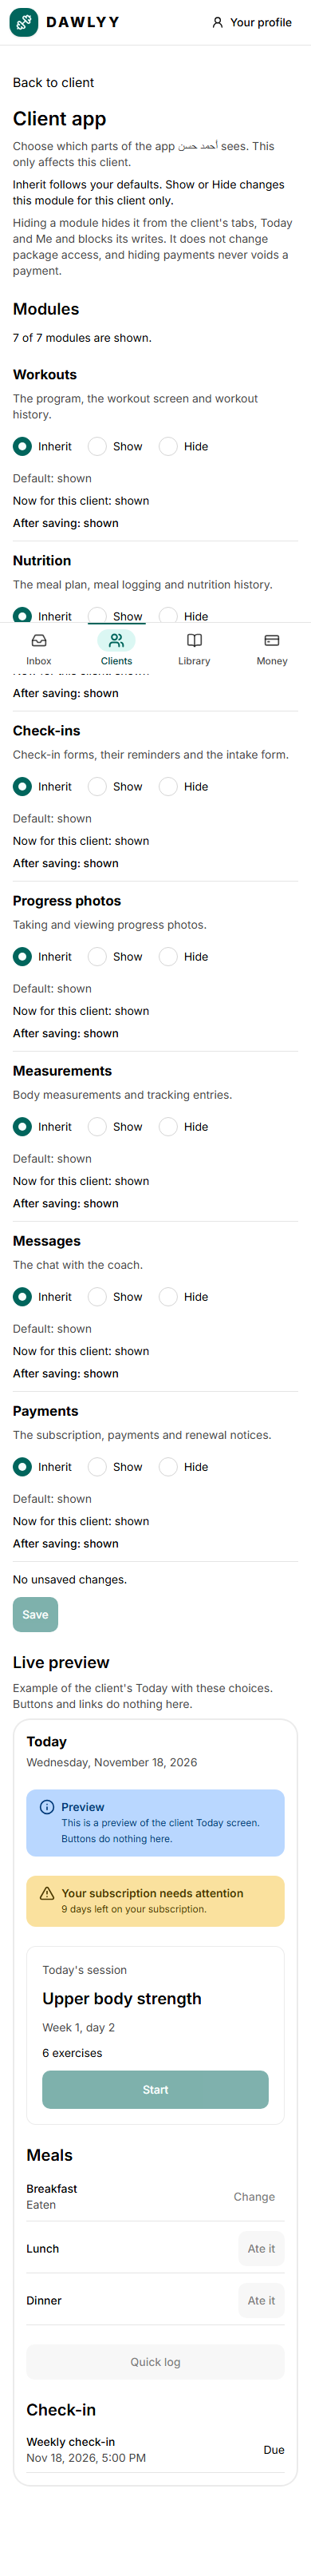 DAWLYY
Your profile
Back to client
Client app
Choose which parts of the app أحمد حسن sees. This
only affects this client.
Inherit follows your defaults. Show or Hide changes
this module for this client only.
Hiding a module hides it from the client's tabs, Today
and Me and blocks its writes. It does not change
package access, and hiding payments never voids a
payment.
Modules
7 of 7 modules are shown.
Workouts
The program, the workout screen and workout
history.
Inherit Show Hide
Default: shown
Now for this client: shown
After saving: shown
Nutrition
The meal plan, meal logging and nutrition history.
Inherit Show Hide
Inbox Clients Library Money
After saving: shown
Check-ins
Check-in forms, their reminders and the intake form.
Inherit Show Hide
Default: shown
Now for this client: shown
After saving: shown
Progress photos
Taking and viewing progress photos.
Inherit Show Hide
Default: shown
Now for this client: shown
After saving: shown
Measurements
Body measurements and tracking entries.
Inherit Show Hide
Default: shown
Now for this client: shown
After saving: shown
Messages
The chat with the coach.
Inherit Show Hide
Default: shown
Now for this client: shown
After saving: shown
Payments
The subscription, payments and renewal notices.
Inherit Show Hide
Default: shown
Now for this client: shown
After saving: shown
No unsaved changes.
Save
Live preview
Example of the client's Today with these choices.
Buttons and links do nothing here.
Today
Wednesday, November 18, 2026
Preview
This is a preview of the client Today screen.
Buttons do nothing here.
Your subscription needs attention
9 days left on your subscription.
Today's session
Upper body strength
Week 1, day 2
6 exercises
Start
Meals
Breakfast
Eaten
Change
Lunch
Ate it
Dinner
Ate it
Quick log
Check-in
Weekly check-in
Nov 18, 2026, 5:00 PM
Due